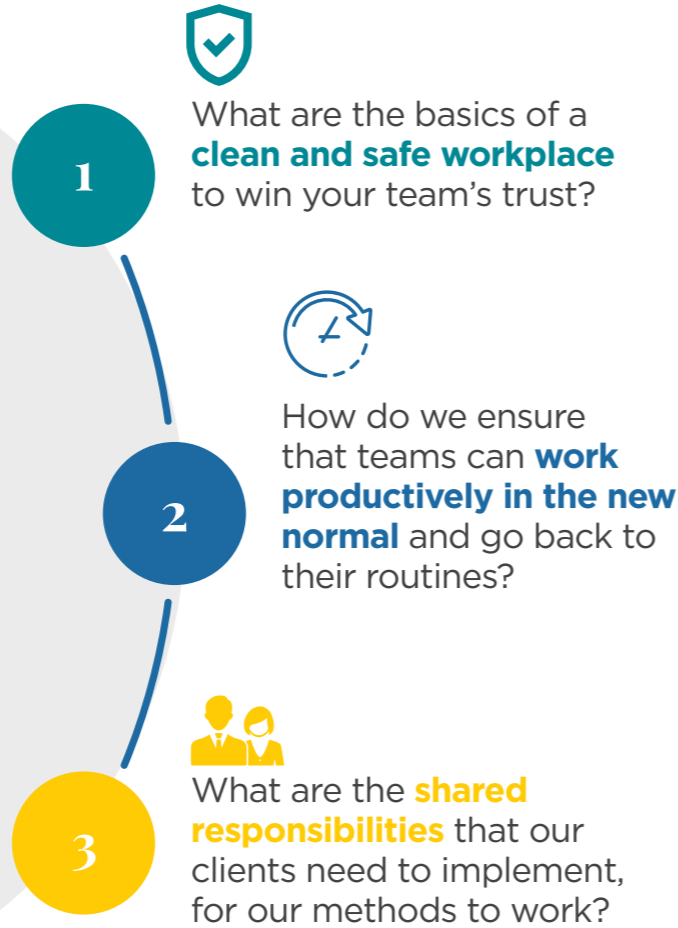 1
What are the basics of a
clean and safe workplace
to win your team’s trust?
2
How do we ensure
that teams can work
productively in the new
normal and go back to
their routines?
3
What are the shared
responsibilities that our
clients need to implement,
for our methods to work?